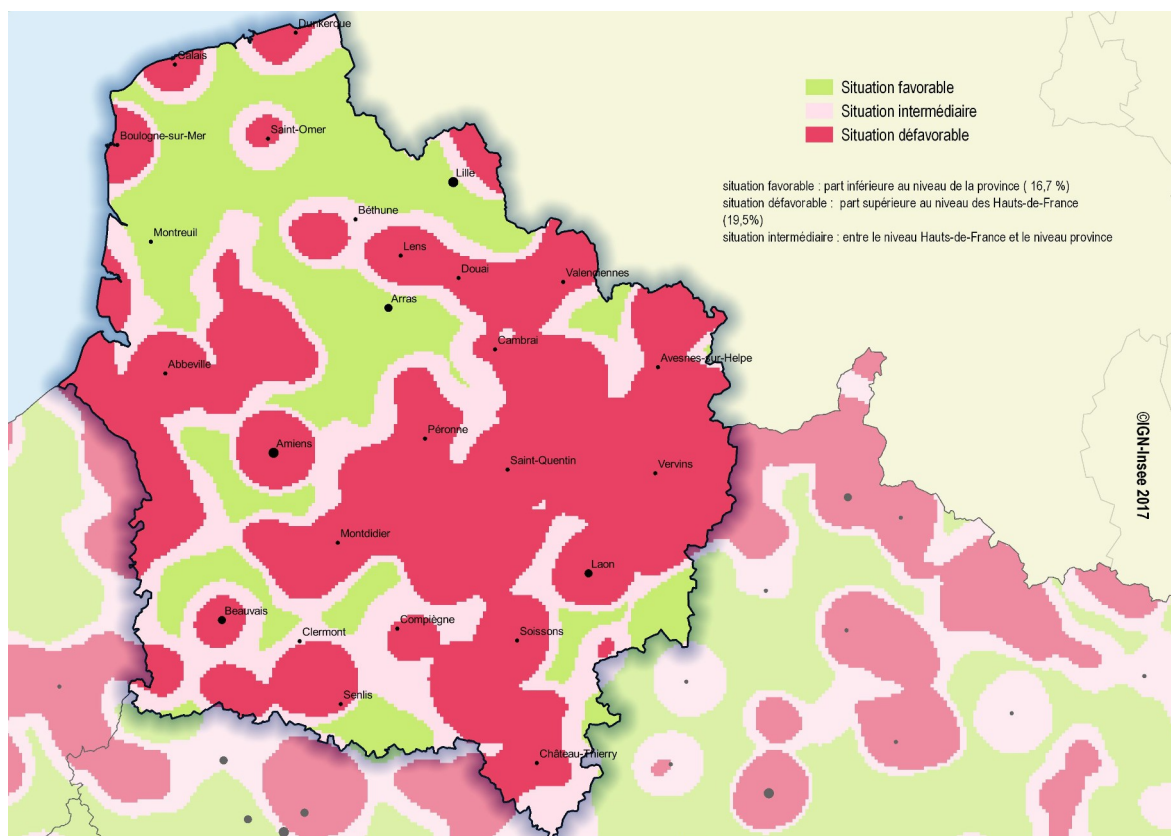 Dunkerque
Calais
Boulogne-sur-Mer
Saint-Omer
Lille
Béthune
Montreuil
Lens
Douai
Valenciennes
Arras
Cambrai
Abbeville
Avesnes-sur-Helpe
Péronne
Amiens
Saint-Quentin
Vervins
Montdidier
Laon
Beauvais
Compiègne
Clermont
Soissons
Senlis
Château-Thierry
Situation favorable
Situation intermédiaire
Situation défavorable
situation favorable : part inférieure au niveau de la province ( 16,7 %)
situation défavorable :  part supérieure au niveau des Hauts-de-France
(19,5%)
situation intermédiaire : entre le niveau Hauts-de-France et le niveau province
©IGN-Insee 2017